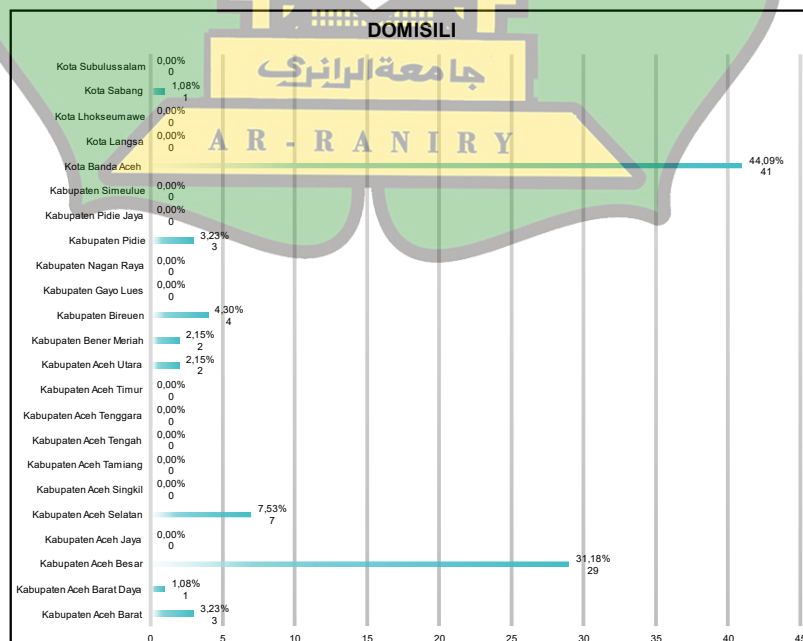 DOMISILI
Kota Subulussalam 0,00%
0
Kota Sabang 1,08%
1
Kota Lhokseumawe 0,00%
0
Kota Langsa 0,00%
0
Kota Banda Aceh 44,09%
41
Kabupaten Simeulue 0,00%
0
Kabupaten Pidie Jaya 0,00%
0
Kabupaten Pidie 3,23%
3
Kabupaten Nagan Raya 0,00%
0
Kabupaten Gayo Lues 0,00%
0
Kabupaten Bireuen 4,30%
4
Kabupaten Bener Meriah 2,15%
2
Kabupaten Aceh Utara 2,15%
2
Kabupaten Aceh Timur 0,00%
0
Kabupaten Aceh Tenggara 0,00%
0
Kabupaten Aceh Tengah 0,00%
0
Kabupaten Aceh Tamiang 0,00%
0
Kabupaten Aceh Singkil 0,00%
0
Kabupaten Aceh Selatan 7,53%
7
Kabupaten Aceh Jaya 0,00%
0
Kabupaten Aceh Besar 31,18%
29
Kabupaten Aceh Barat Daya 1,08%
1
Kabupaten Aceh Barat 3,23%
3
0 5 10 15 20 25 30 35 40 45
جامعة الرانري
AR-RANIRY